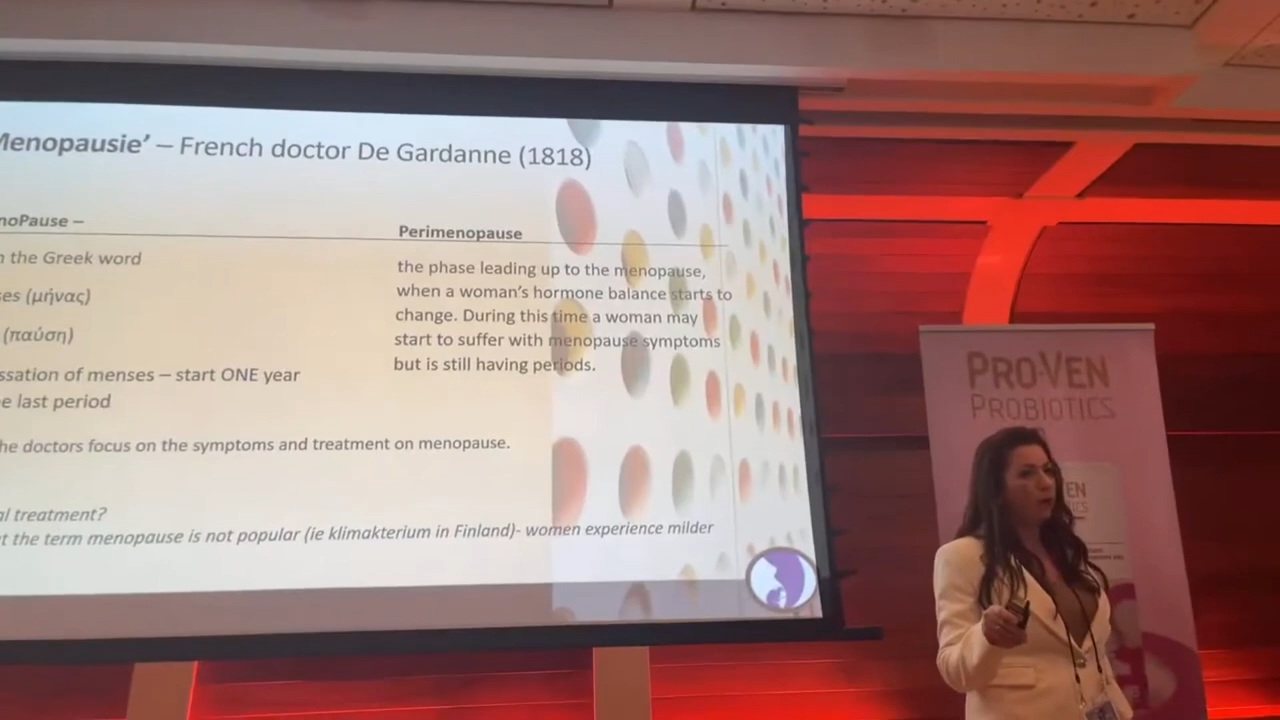 Menopausie' – French doctor De Gardanne (1818)
noPause –
the Greek word
ses (μήνας)
(παύση)
ssation of menses – start ONE year
e last period
he doctors focus on the symptoms and treatment on menopause.
al treatment?
t the term menopause is not popular (ie klimakterium in Finland)- women experience milder
Perimenopause
the phase leading up to the menopause,
when a woman's hormone balance starts to
change. During this time a woman may
start to suffer with menopause symptoms
but is still having periods.
PRO-VEN
PROBIOTICS
EN